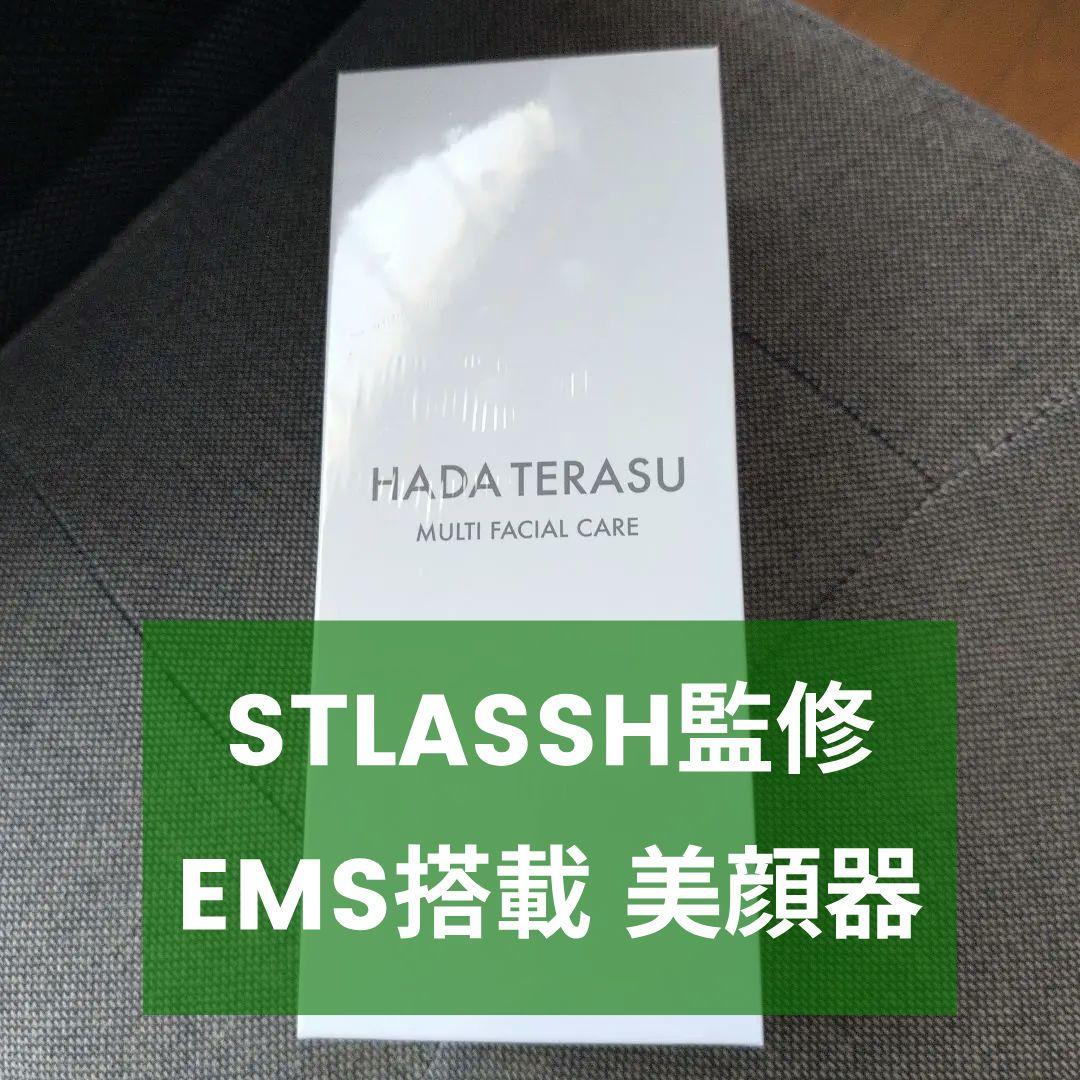 HADA TERASU
MULTI FACIAL CARE
STLASSH監修
EMS搭載 美顔器